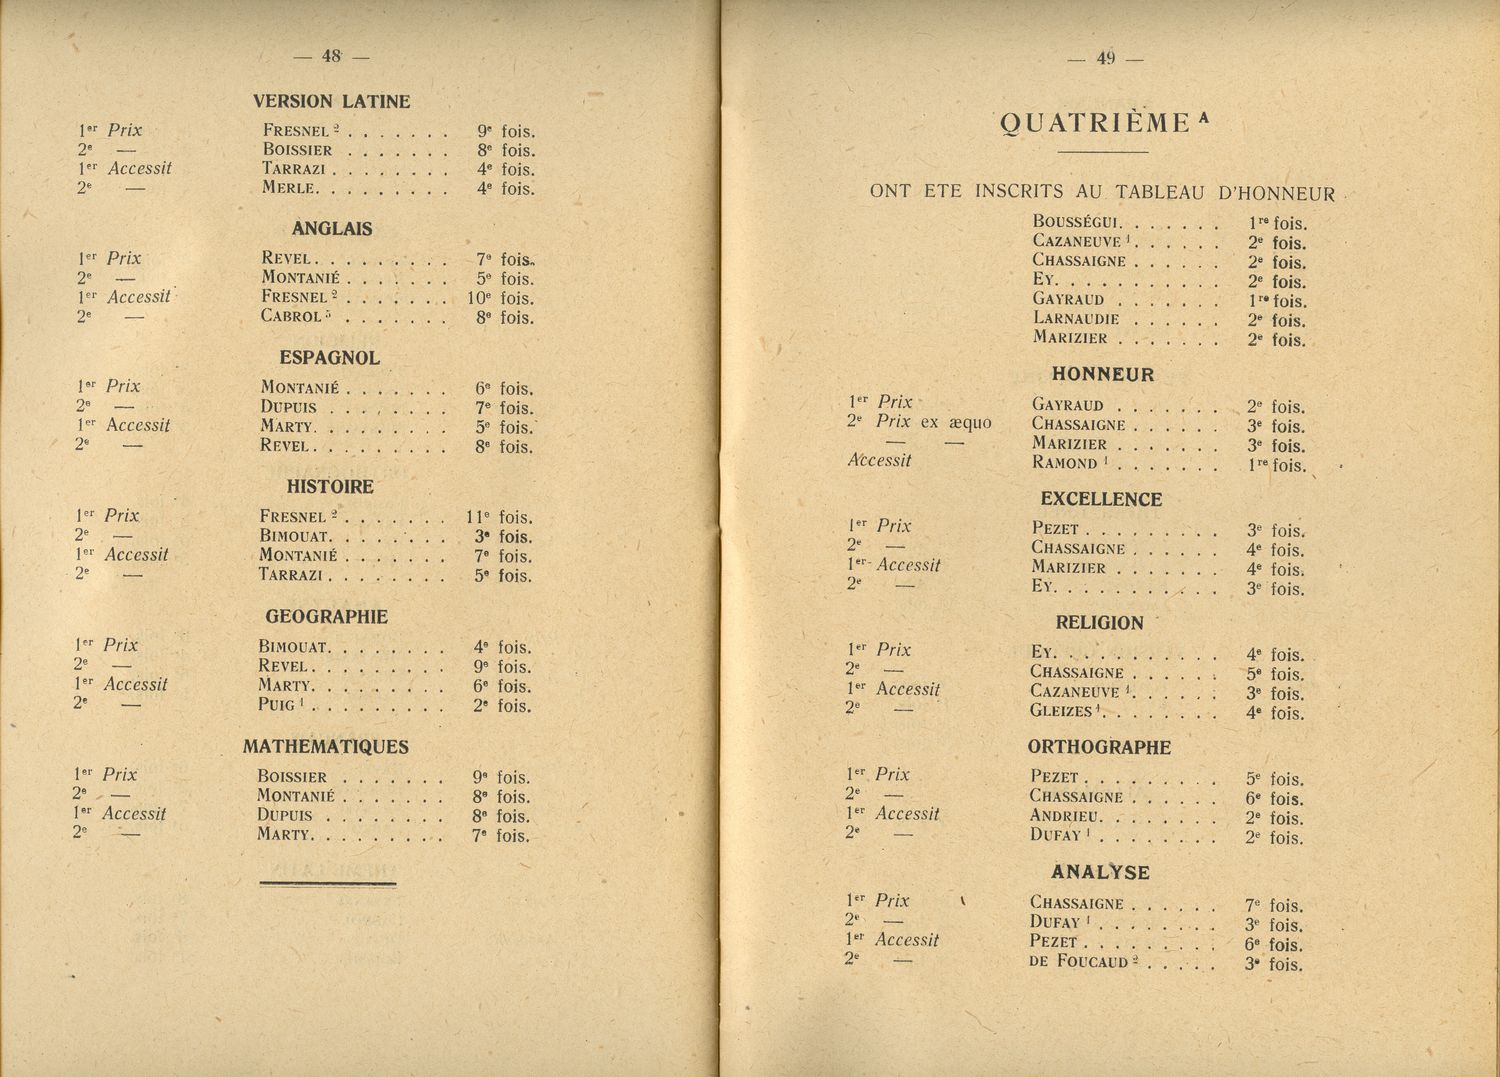 — 48 —
VERSION LATINE
1er Prix FRESNEL 2 . . . . . . . 9e fois.
2e — BOISSIER . . . . . . . 8e fois.
1er Accessit TARRAZI . . . . . . . . 4e fois.
2e — MERLE. . . . . . . . . 4e fois.
ANGLAIS
1er Prix REVEL. . . . . . . . . 7e fois.
2e — MONTANIÉ . . . . . . . 5e fois.
1er Accessit FRESNEL 2 . . . . . . . 10e fois.
2e — CABROL 5 . . . . . . . 8e fois.
ESPAGNOL
1er Prix MONTANIÉ . . . . . . . 6e fois.
2e — DUPUIS . . . . . . . . 7e fois.
1er Accessit MARTY. . . . . . . . . 5e fois.
2e — REVEL. . . . . . . . . 8e fois.
HISTOIRE
1er Prix FRESNEL 2 . . . . . . . 11e fois.
2e — BIMOUAT. . . . . . . . 3e fois.
1er Accessit MONTANIÉ . . . . . . . 7e fois.
2e — TARRAZI . . . . . . . . 5e fois.
GEOGRAPHIE
1er Prix BIMOUAT. . . . . . . . 4e fois.
2e — REVEL. . . . . . . . . 9e fois.
1er Accessit MARTY. . . . . . . . . 6e fois.
2e — PUIG 1 . . . . . . . . . 2e fois.
MATHEMATIQUES
1er Prix BOISSIER . . . . . . . 9e fois.
2e — MONTANIÉ . . . . . . . 8e fois.
1er Accessit DUPUIS . . . . . . . . 8e fois.
2e — MARTY. . . . . . . . . 7e fois.
— 49 —
QUATRIÈME A
ONT ETE INSCRITS AU TABLEAU D'HONNEUR
BOUSSÉGUI. . . . . . . 1re fois.
CAZANEUVE 1. . . . . . 2e fois.
CHASSAIGNE . . . . . . 2e fois.
EY. . . . . . . . . . . 2e fois.
GAYRAUD . . . . . . . 1re fois.
LARNAUDIE . . . . . . 2e fois.
MARIZIER . . . . . . . 2e fois.
HONNEUR
1er Prix GAYRAUD . . . . . . . 2e fois.
2e Prix ex æquo CHASSAIGNE . . . . . . 3e fois.
— — MARIZIER . . . . . . . 3e fois.
Accessit RAMOND 1 . . . . . . . 1re fois.
EXCELLENCE
1er Prix PEZET . . . . . . . . . 3e fois.
2e — CHASSAIGNE . . . . . . 4e fois.
1er Accessit MARIZIER . . . . . . . 4e fois.
2e — EY. . . . . . . . . . . 3e fois.
RELIGION
1er Prix EY. . . . . . . . . . . 4e fois.
2e — CHASSAIGNE . . . . . . 5e fois.
1er Accessit CAZANEUVE 1. . . . . . 3e fois.
2e — GLEIZES 1. . . . . . . . 4e fois.
ORTHOGRAPHE
1er Prix PEZET . . . . . . . . . 5e fois.
2e — CHASSAIGNE . . . . . . 6e fois.
1er Accessit ANDRIEU. . . . . . . . 2e fois.
2e — DUFAY 1 . . . . . . . . 2e fois.
ANALYSE
1er Prix CHASSAIGNE . . . . . . 7e fois.
2e — DUFAY 1 . . . . . . . . 3e fois.
1er Accessit PEZET . . . . . . . . . 6e fois.
2e — DE FOUCAUD 2 . . . . . 3e fois.